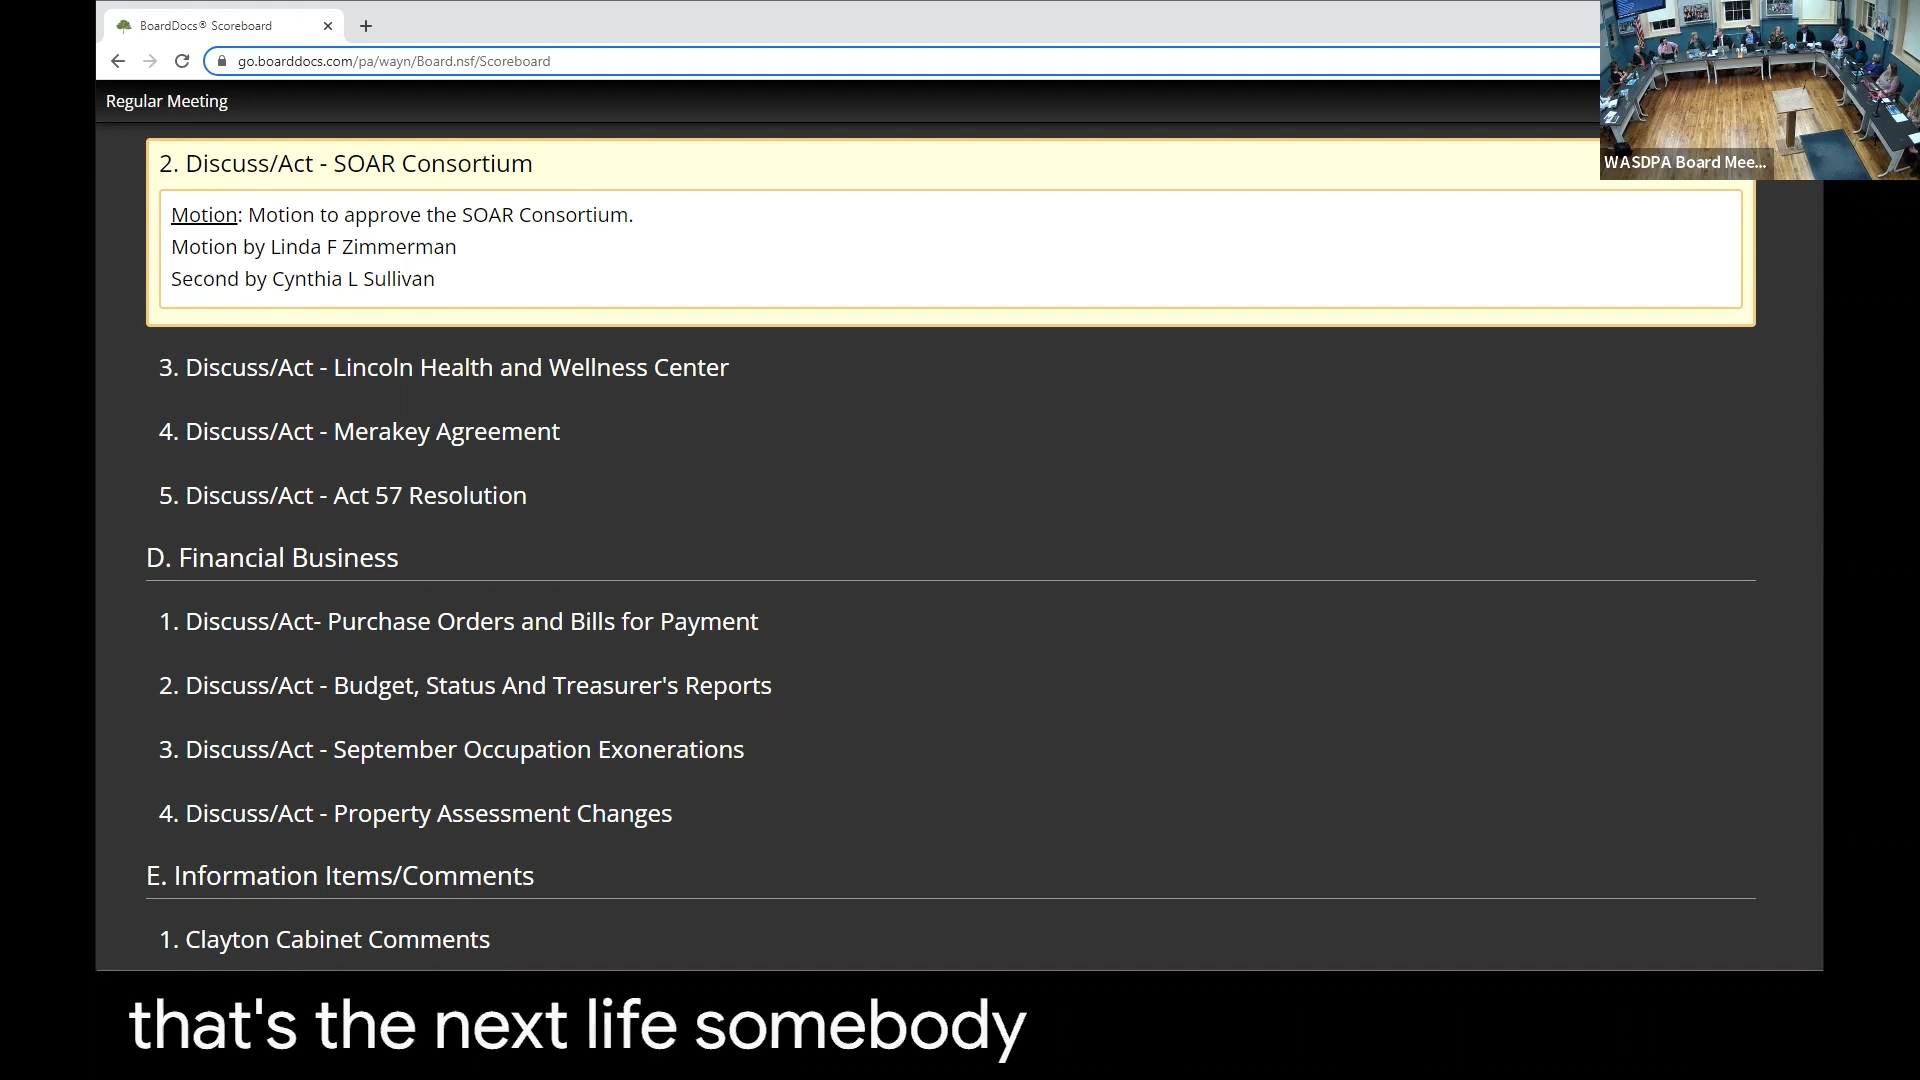 BoardDocs® Scoreboard
go.boarddocs.com/pa/wayn/Board.nsf/Scoreboard
Regular Meeting
WASDPA Board Mee...
2. Discuss/Act - SOAR Consortium
Motion: Motion to approve the SOAR Consortium.
Motion by Linda F Zimmerman
Second by Cynthia L Sullivan
3. Discuss/Act - Lincoln Health and Wellness Center
4. Discuss/Act - Merakey Agreement
5. Discuss/Act - Act 57 Resolution
D. Financial Business
1. Discuss/Act- Purchase Orders and Bills for Payment
2. Discuss/Act - Budget, Status And Treasurer's Reports
3. Discuss/Act - September Occupation Exonerations
4. Discuss/Act - Property Assessment Changes
E. Information Items/Comments
1. Clayton Cabinet Comments
that's the next life somebody